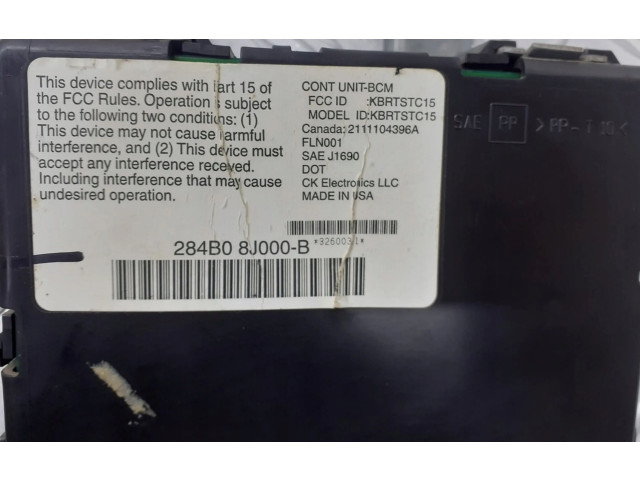 This device complies with Part 15 of
the FCC Rules. Operation is subject
to the following two conditions: (1)
This device may not cause harmful
interference, and (2) This device must
accept any interference received.
Including interference that may cause
undesired operation.
CONT UNIT-BCM
FCC ID :KBRTSTC15
MODEL ID:KBRTSTC15
Canada: 2111104396A
FLN001
SAE J1690
DOT
CK Electronics LLC
MADE IN USA
284B0 8J000-B
SAE PP